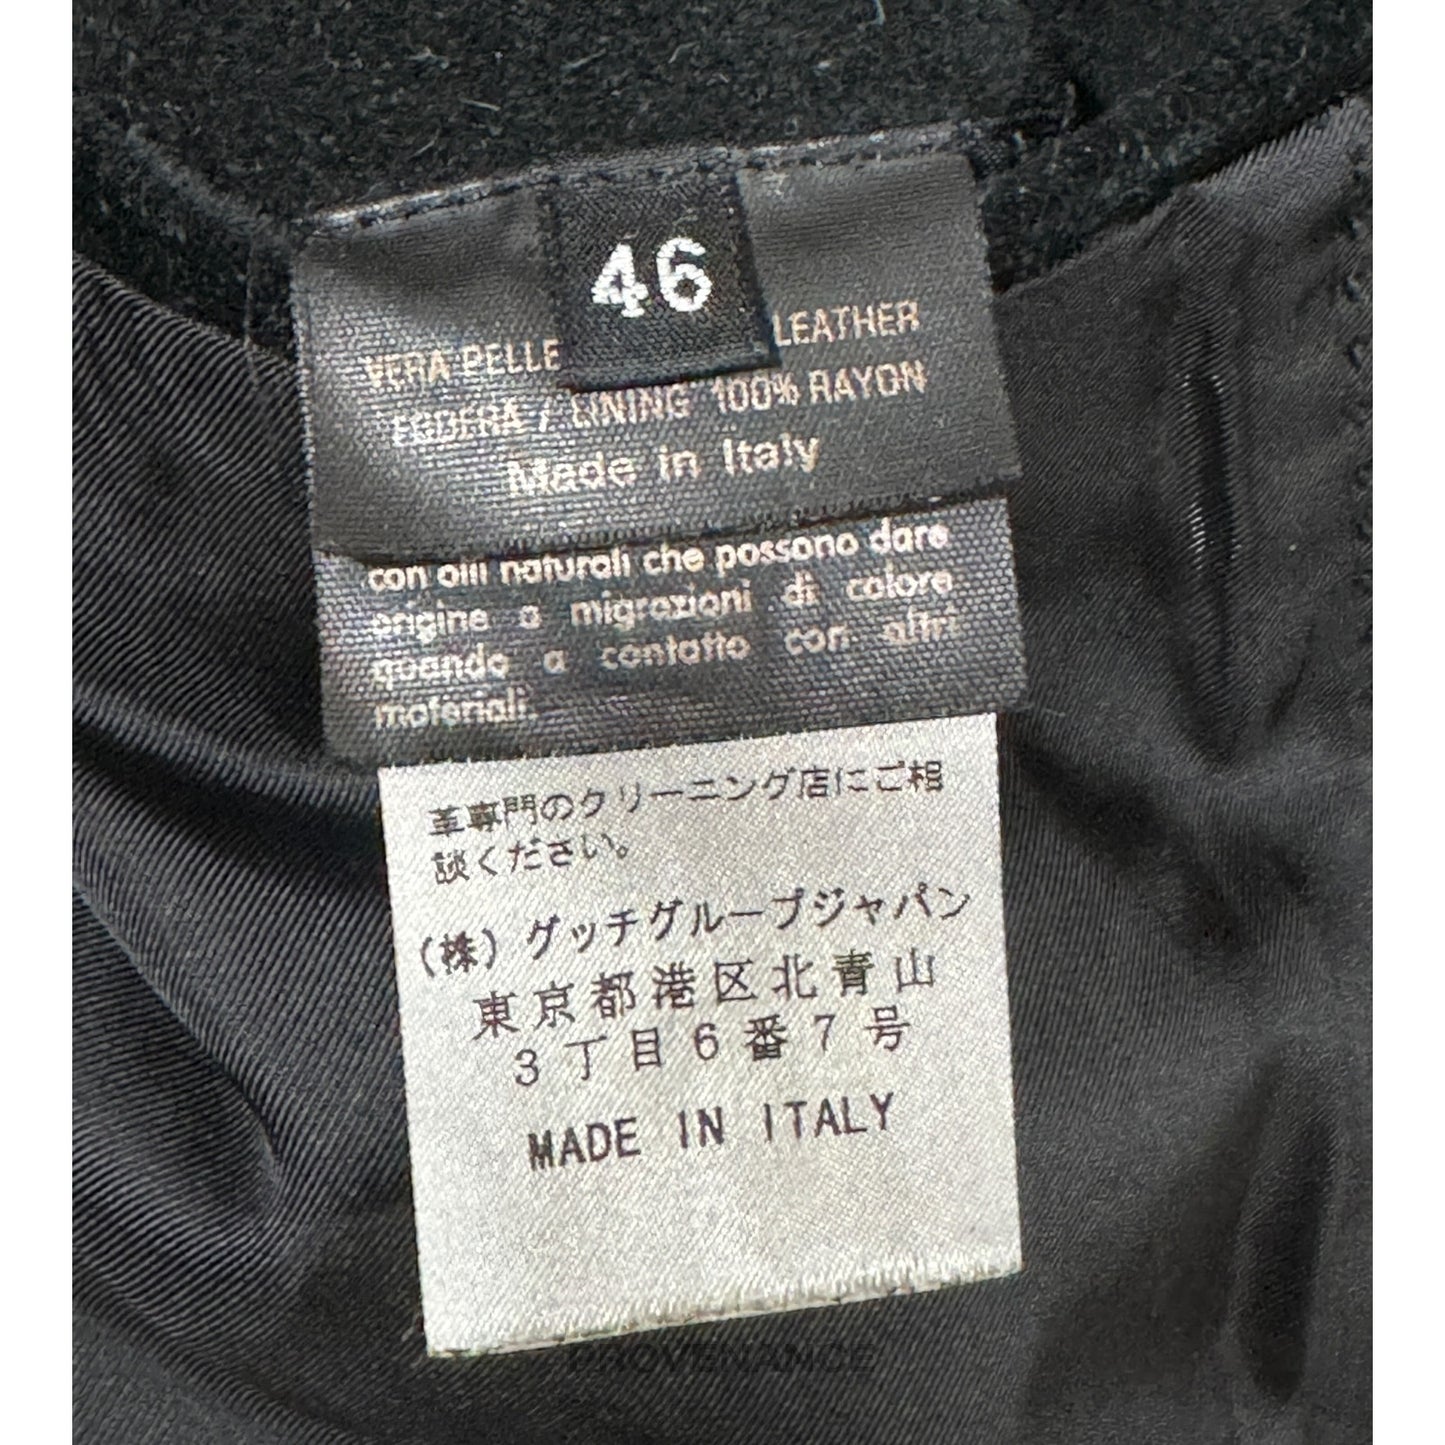 46
VERA PELLE LEATHER
FODERA / LINING 100% RAYON
Made in Italy
con olii naturali che possono dare
origine a migrazioni di colore
quando a contatto con altri
materiali.
革専門のクリーニング店にご相
談ください。
(株)グッチグループジャパン
東京都港区北青山
3丁目6番7号
MADE IN ITALY
PROVENANCE